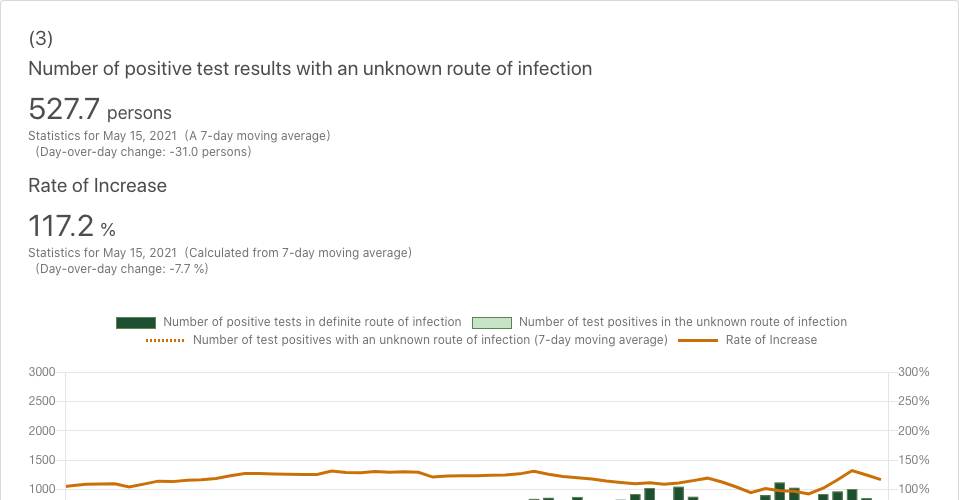 (3)
Number of positive test results with an unknown route of infection
527.7 persons
Statistics for May 15, 2021 (A 7-day moving average)
(Day-over-day change: -31.0 persons)
Rate of Increase
117.2 %
Statistics for May 15, 2021 (Calculated from 7-day moving average)
(Day-over-day change: -7.7 %)
Number of positive tests in definite route of infection Number of test positives in the unknown route of infection
Number of test positives with an unknown route of infection (7-day moving average) Rate of Increase
3000 300%
2500 250%
2000 200%
1500 150%
1000 100%